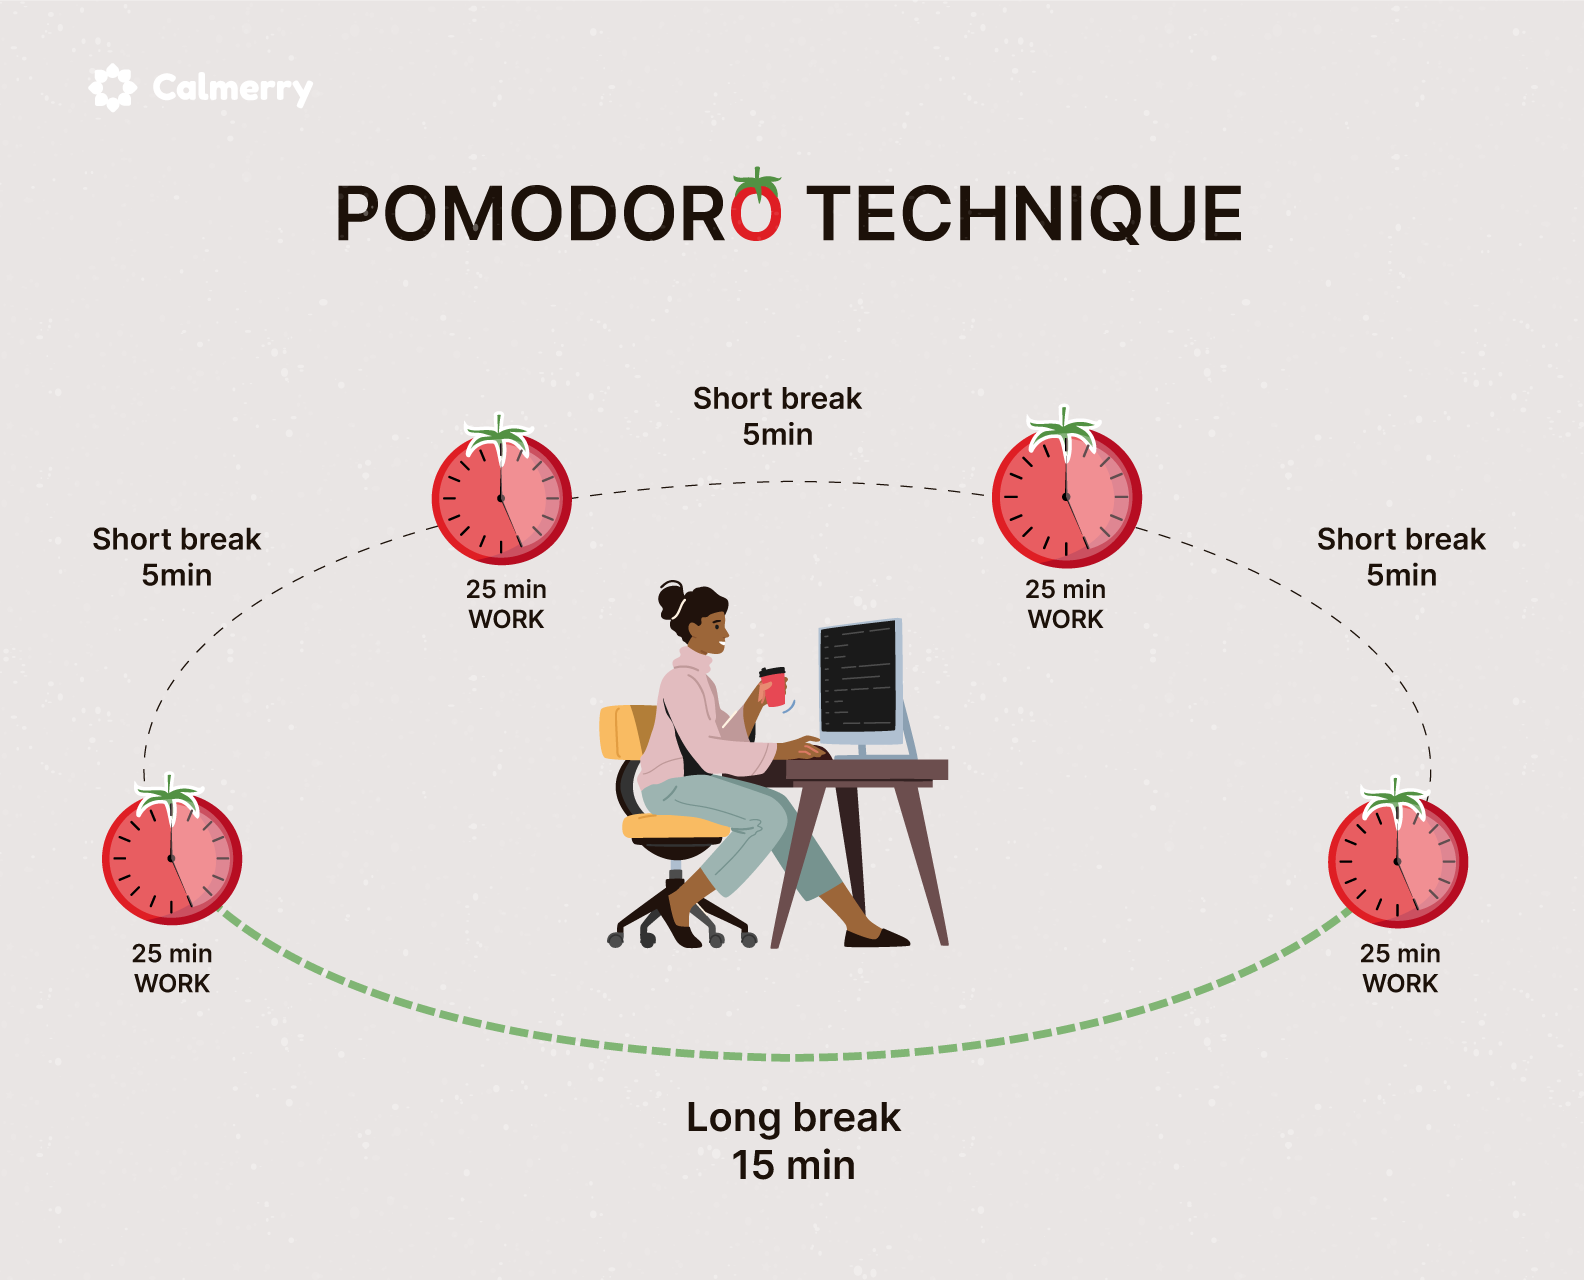 Calmerry
POMODORO TECHNIQUE
Short break
5min
Short break
5min
Short break
5min
25 min
WORK
25 min
WORK
25 min
WORK
25 min
WORK
Long break
15 min